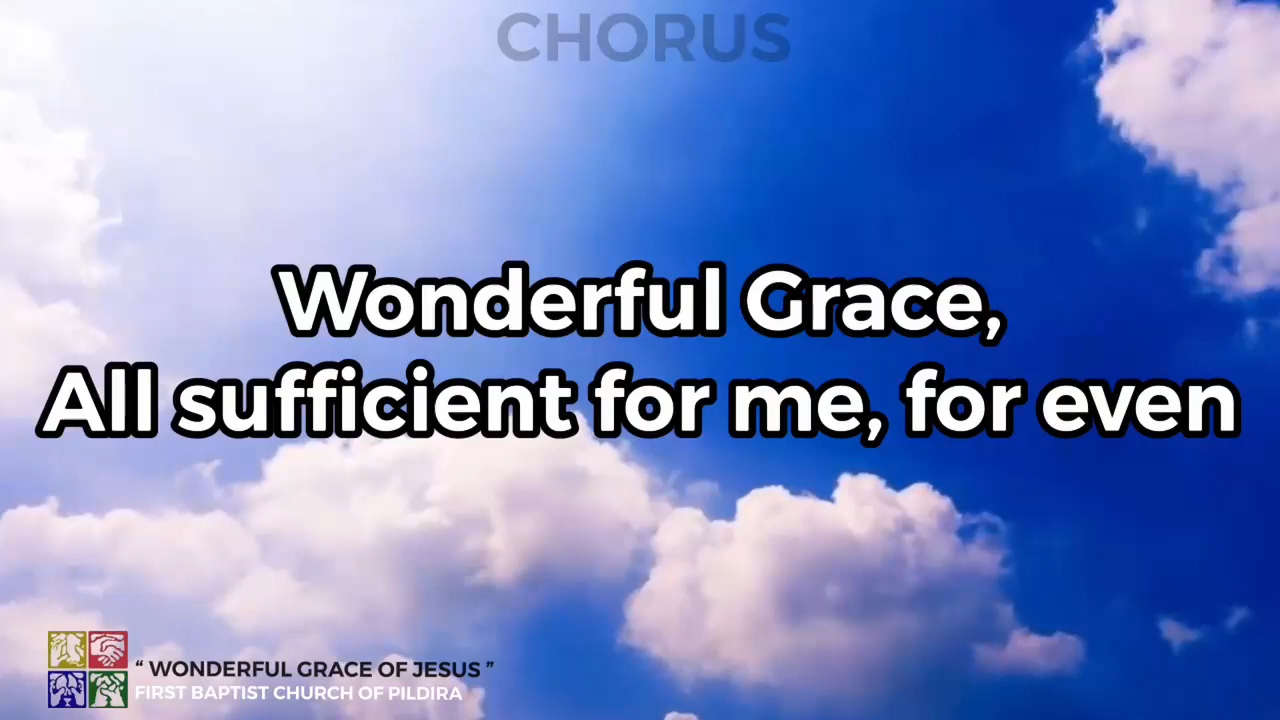 CHORUS
Wonderful Grace,
All sufficient for me, for even
“ WONDERFUL GRACE OF JESUS ”
FIRST BAPTIST CHURCH OF PILDIRA